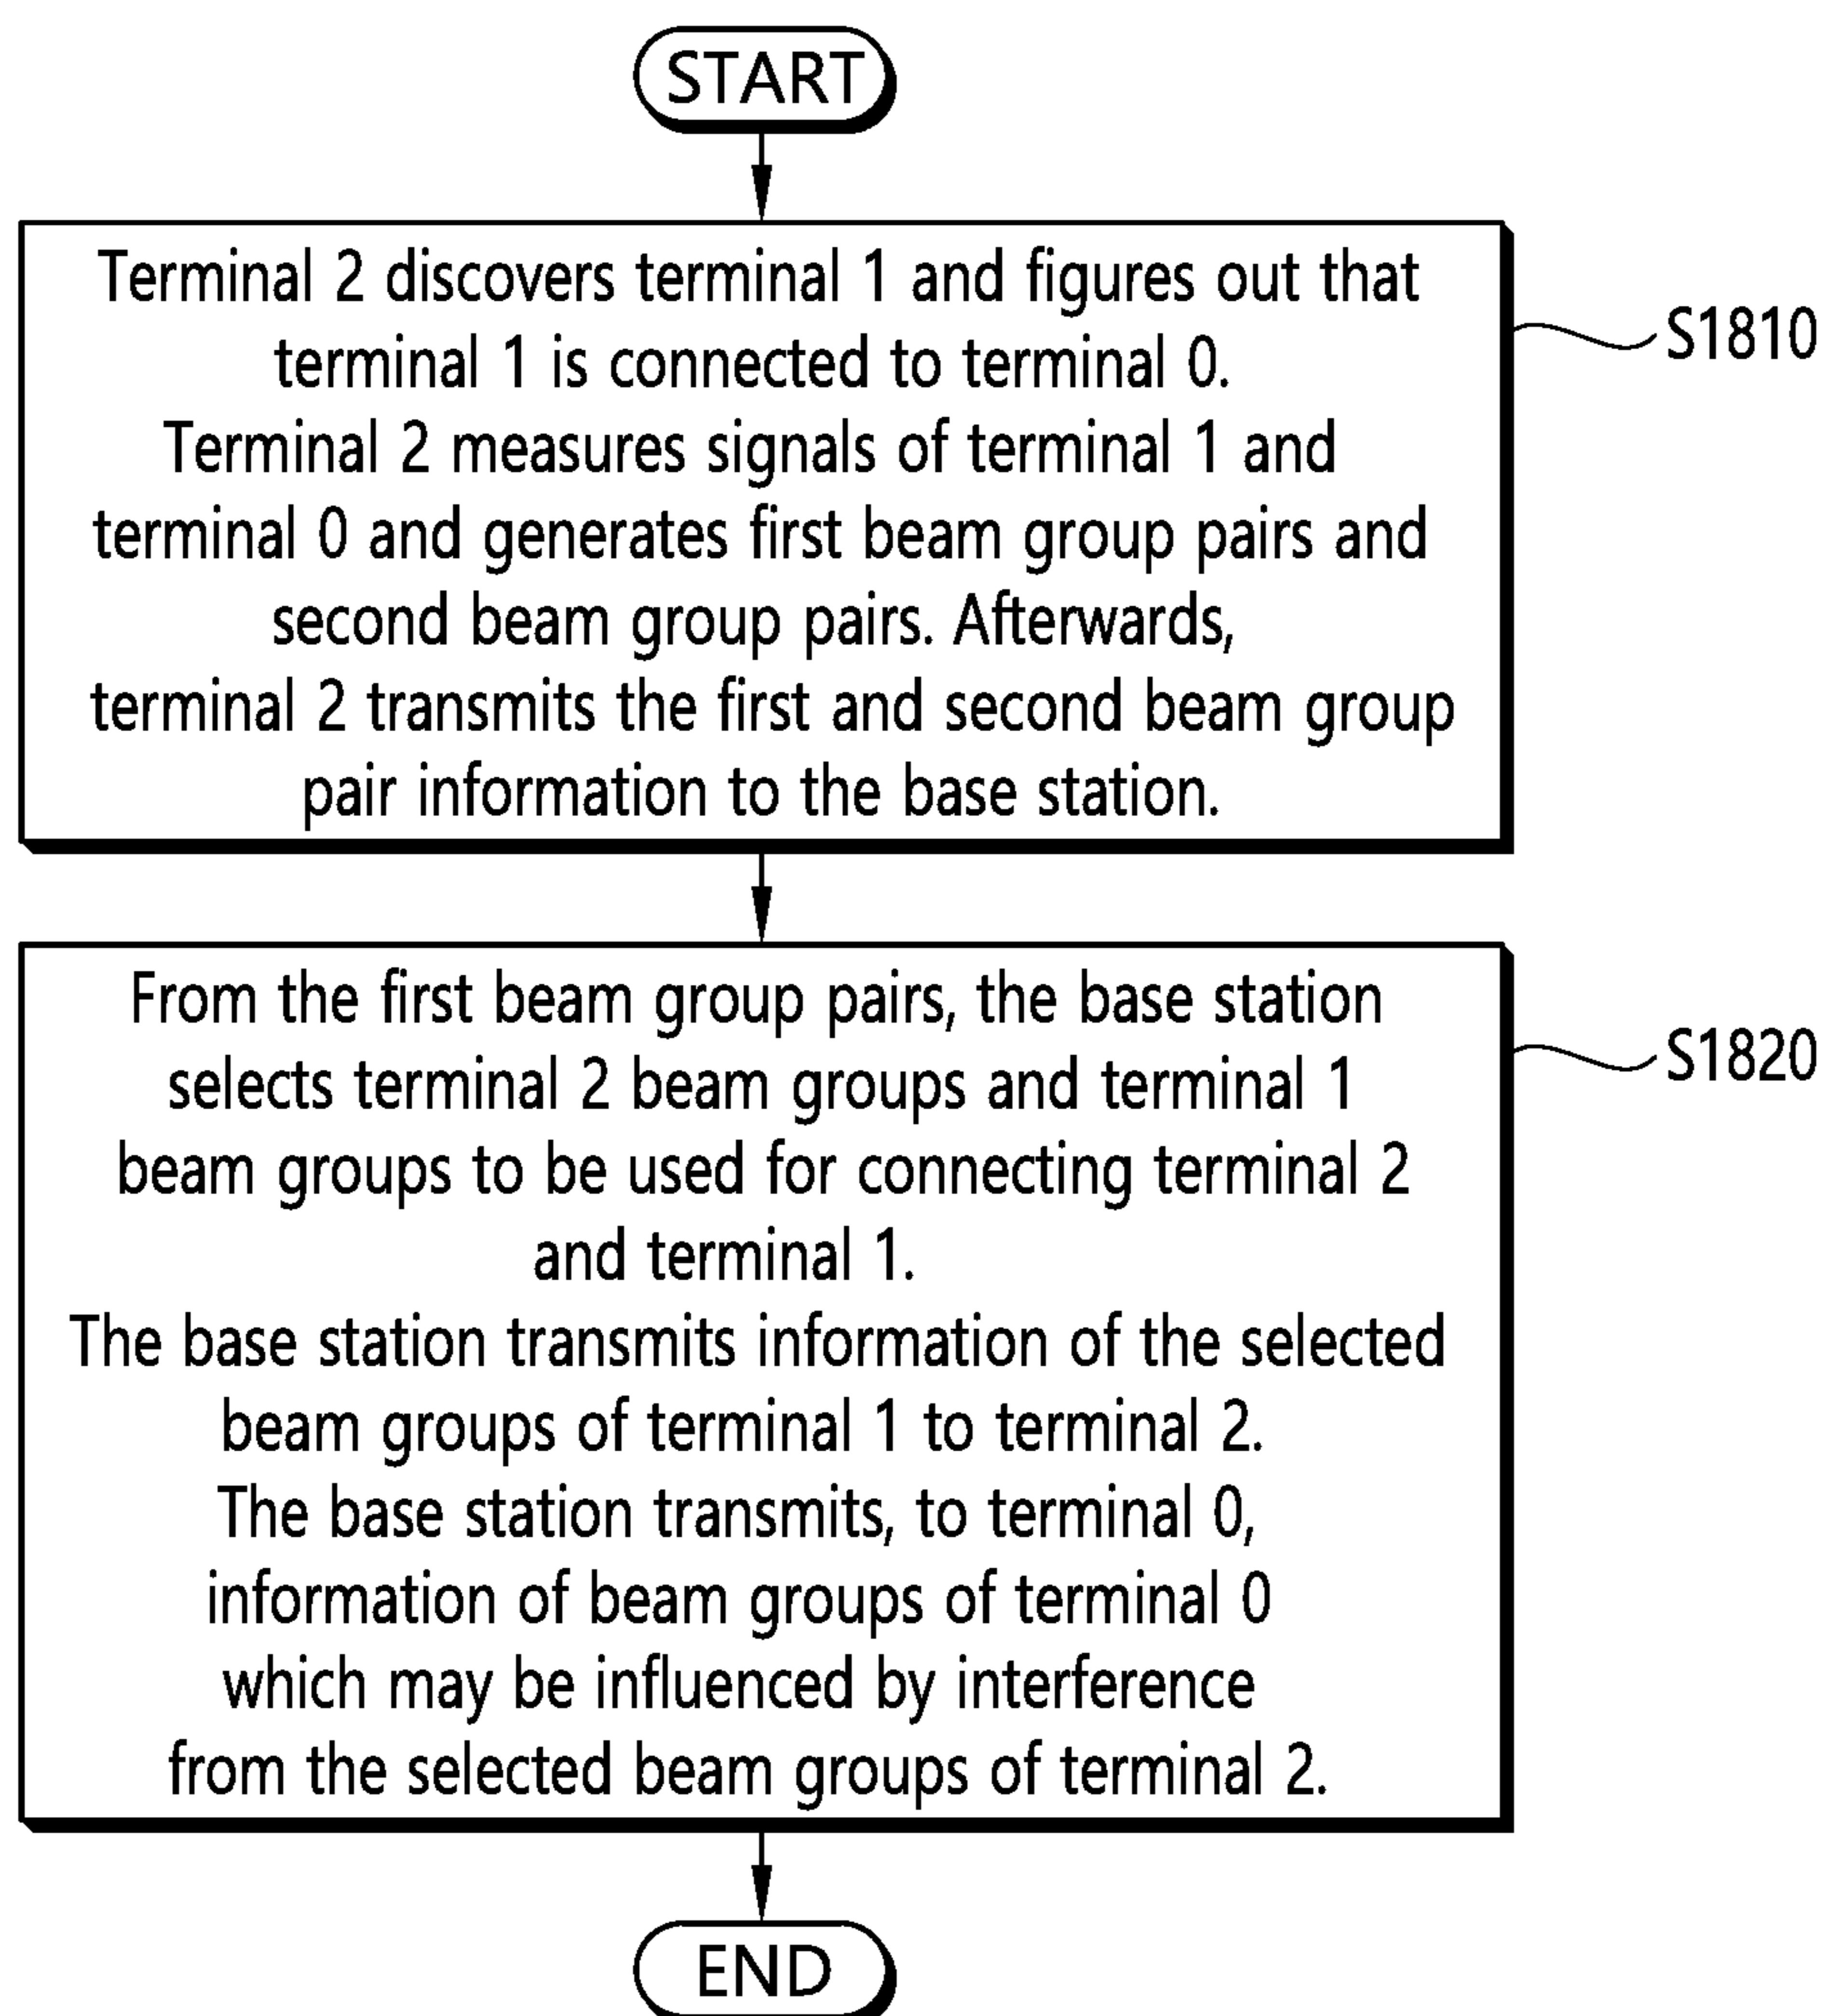 START
Terminal 2 discovers terminal 1 and figures out that
terminal 1 is connected to terminal 0.
Terminal 2 measures signals of terminal 1 and
terminal 0 and generates first beam group pairs and
second beam group pairs. Afterwards,
terminal 2 transmits the first and second beam group
pair information to the base station.
S1810
From the first beam group pairs, the base station
selects terminal 2 beam groups and terminal 1
beam groups to be used for connecting terminal 2
and terminal 1.
The base station transmits information of the selected
beam groups of terminal 1 to terminal 2.
The base station transmits, to terminal 0,
information of beam groups of terminal 0
which may be influenced by interference
from the selected beam groups of terminal 2.
S1820
END